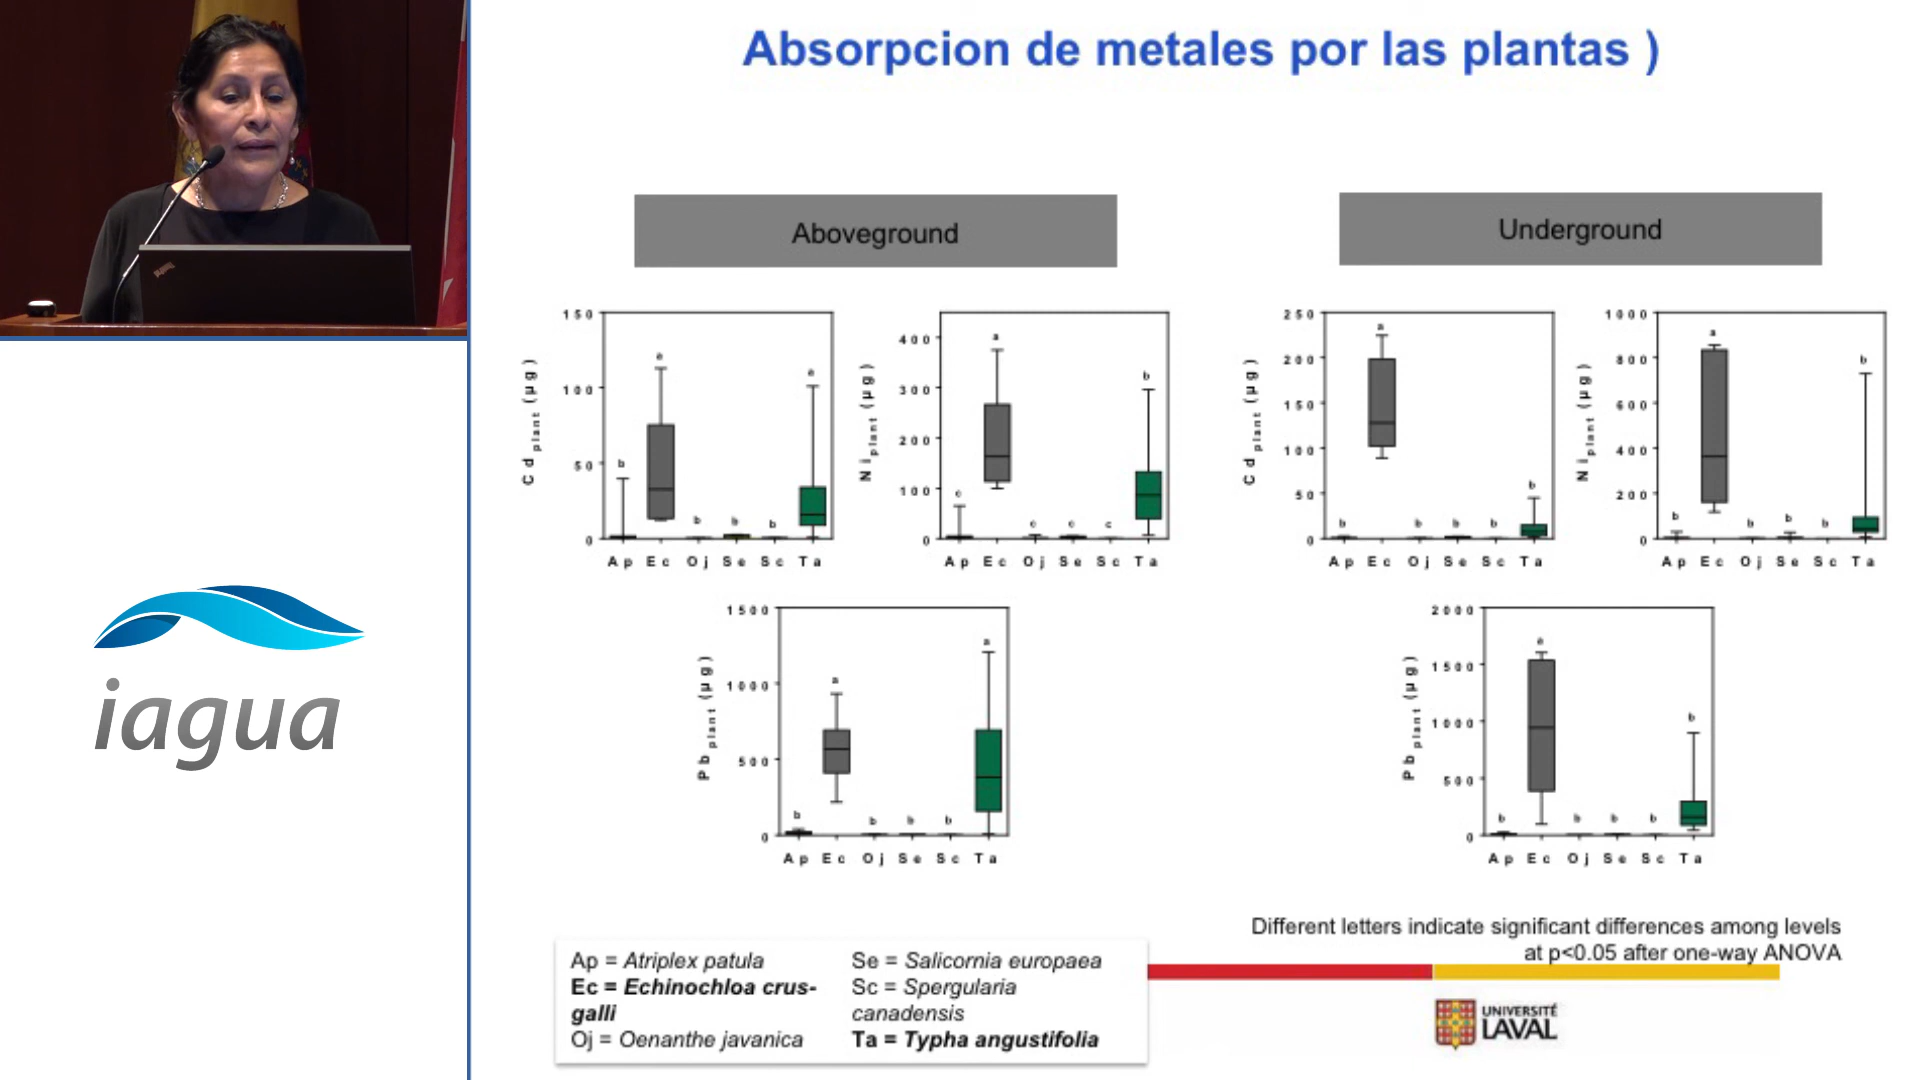 Absorpcion de metales por las plantas )
Aboveground
Underground
150
100
50
0
Cd plant (µg)
a
b
b
b
b
a
Ap Ec Oj Se Sc Ta
400
300
200
100
0
Ni plant (µg)
a
b
c
c
c
c
Ap Ec Oj Se Sc Ta
250
200
150
100
50
0
Cd plant (µg)
a
b
b
b
b
b
Ap Ec Oj Se Sc Ta
1000
800
600
400
200
0
Ni plant (µg)
a
b
b
b
b
b
Ap Ec Oj Se Sc Ta
1500
1000
500
0
Pb plant (µg)
a
a
b
b
b
b
Ap Ec Oj Se Sc Ta
2000
1500
1000
500
0
Pb plant (µg)
a
b
b
b
b
b
Ap Ec Oj Se Sc Ta
iagua
Different letters indicate significant differences among levels
at p<0.05 after one-way ANOVA
Ap = Atriplex patula
Ec = Echinochloa crus-
galli
Oj = Oenanthe javanica
Se = Salicornia europaea
Sc = Spergularia
canadensis
Ta = Typha angustifolia
UNIVERSITÉ
LAVAL